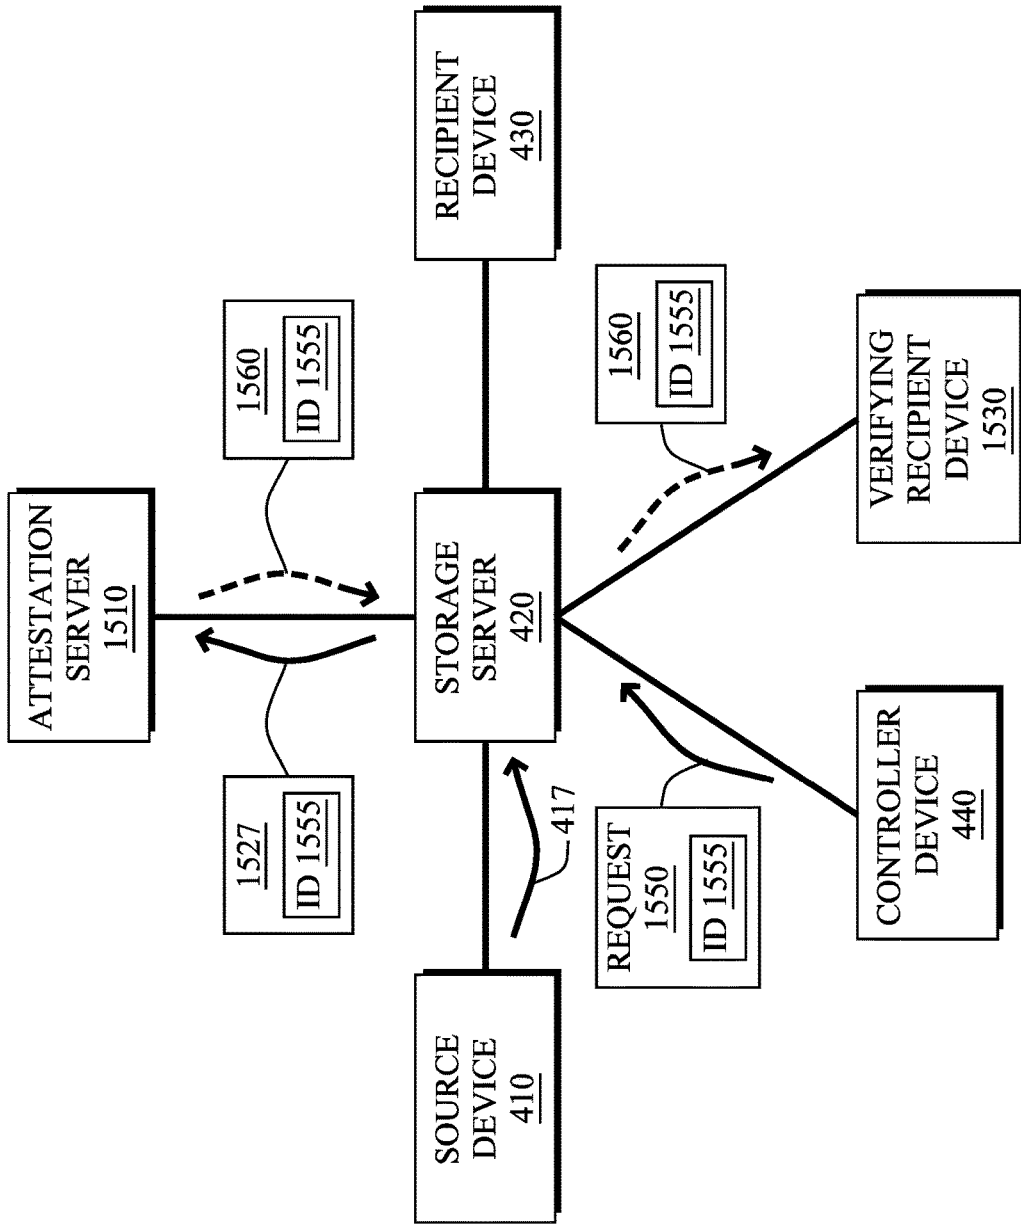 ATTESTATION
SERVER
1510
1527
ID 1555
1560
ID 1555
SOURCE
DEVICE
410
417
STORAGE
SERVER
420
RECIPIENT
DEVICE
430
REQUEST
1550
ID 1555
1560
ID 1555
CONTROLLER
DEVICE
440
VERIFYING
RECIPIENT
DEVICE
1530